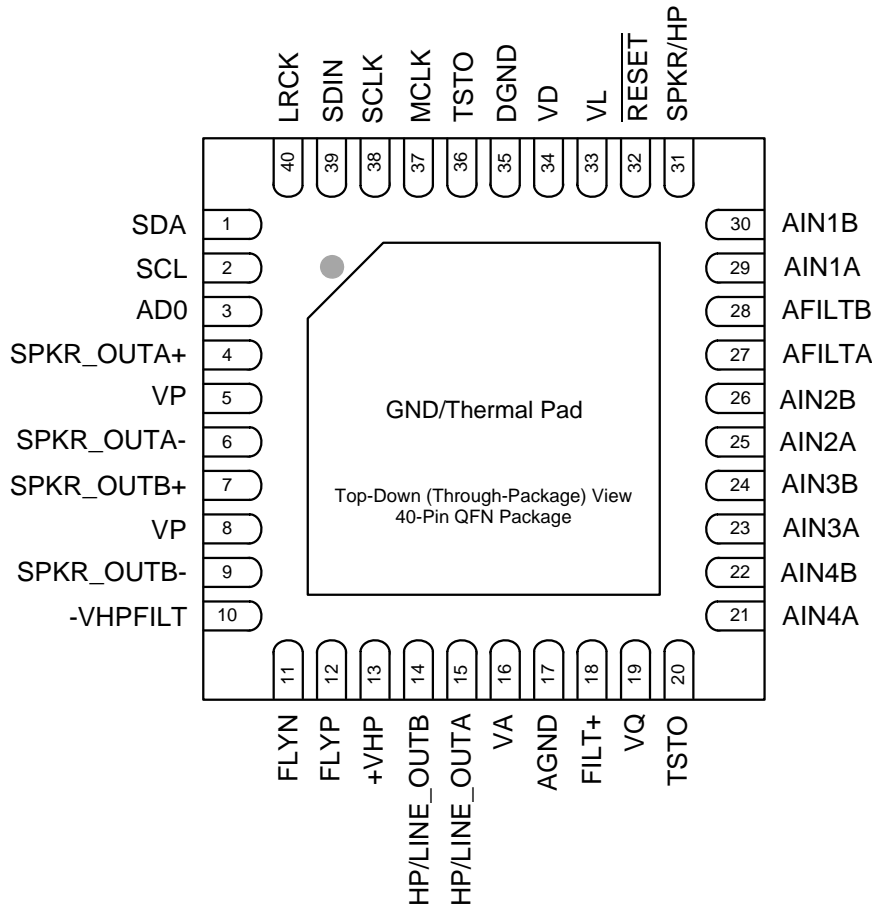 LRCK
SDIN
SCLK
MCLK
TSTO
DGND
VD
VL
RESET
SPKR/HP
40
39
38
37
36
35
34
33
32
31
SDA 1
SCL 2
AD0 3
SPKR_OUTA+ 4
VP 5
SPKR_OUTA- 6
SPKR_OUTB+ 7
VP 8
SPKR_OUTB- 9
-VHPFILT 10
GND/Thermal Pad
Top-Down (Through-Package) View
40-Pin QFN Package
30 AIN1B
29 AIN1A
28 AFILTB
27 AFILTA
26 AIN2B
25 AIN2A
24 AIN3B
23 AIN3A
22 AIN4B
21 AIN4A
11
12
13
14
15
16
17
18
19
20
FLYN
FLYP
+VHP
HP/LINE_OUTB
HP/LINE_OUTA
VA
AGND
FILT+
VQ
TSTO